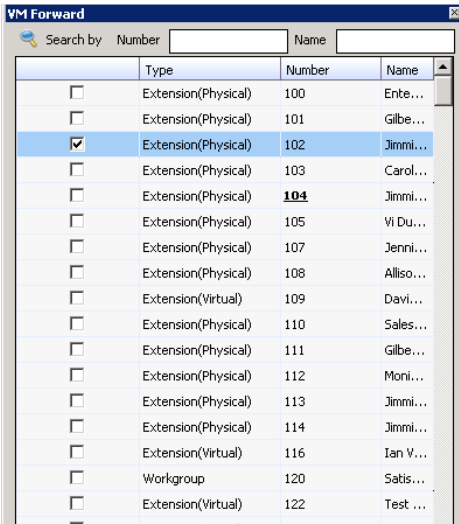 VM Forward
Search by Number Name
Type Number Name
Extension(Physical) 100 Ente...
Extension(Physical) 101 Gilbe...
Extension(Physical) 102 Jimmi...
Extension(Physical) 103 Carol...
Extension(Physical) 104 Jimmi...
Extension(Physical) 105 Vi Du...
Extension(Physical) 107 Jenni...
Extension(Physical) 108 Alliso...
Extension(Virtual) 109 Davi...
Extension(Physical) 110 Sales...
Extension(Physical) 111 Gilbe...
Extension(Physical) 112 Moni...
Extension(Physical) 113 Jimmi...
Extension(Physical) 114 Jimmi...
Extension(Virtual) 116 Ian V...
Workgroup 120 Satis...
Extension(Virtual) 122 Test ...